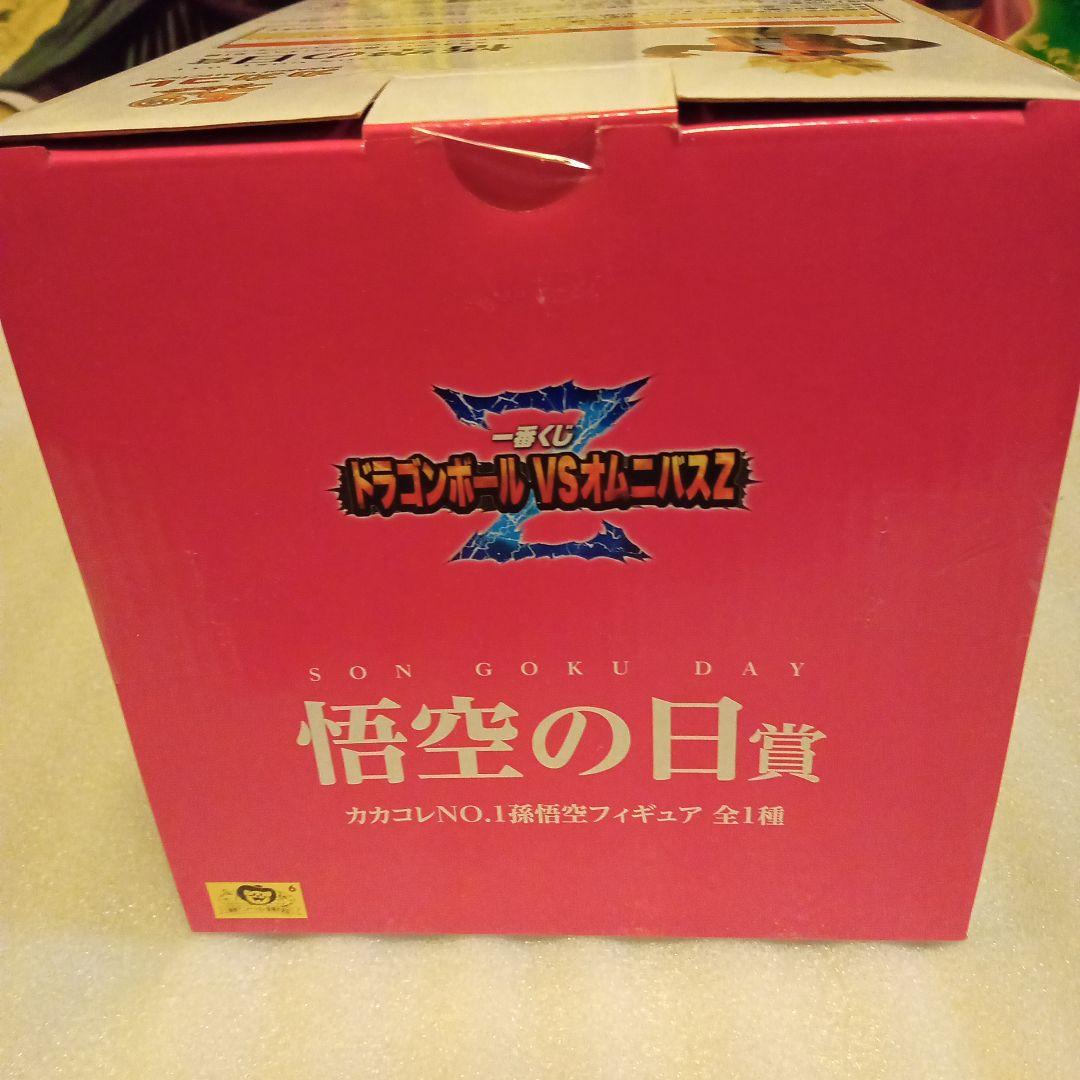 一番くじ
ドラゴンボール VSオムニバスZ
SON GOKU DAY
悟空の日賞
カカコレNO.1孫悟空フィギュア 全1種
6